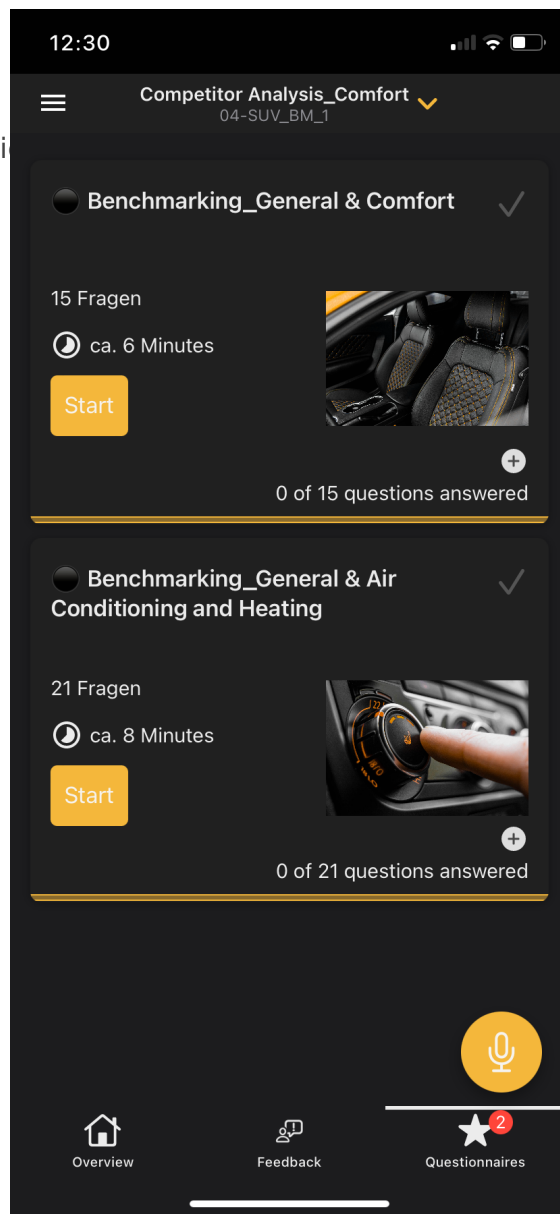 12:30
Competitor Analysis_Comfort
04-SUV_BM_1
Benchmarking_General & Comfort
15 Fragen
ca. 6 Minutes
Start
0 of 15 questions answered
Benchmarking_General & Air
Conditioning and Heating
21 Fragen
ca. 8 Minutes
Start
22
0 of 21 questions answered
2
Overview
Feedback
Questionnaires